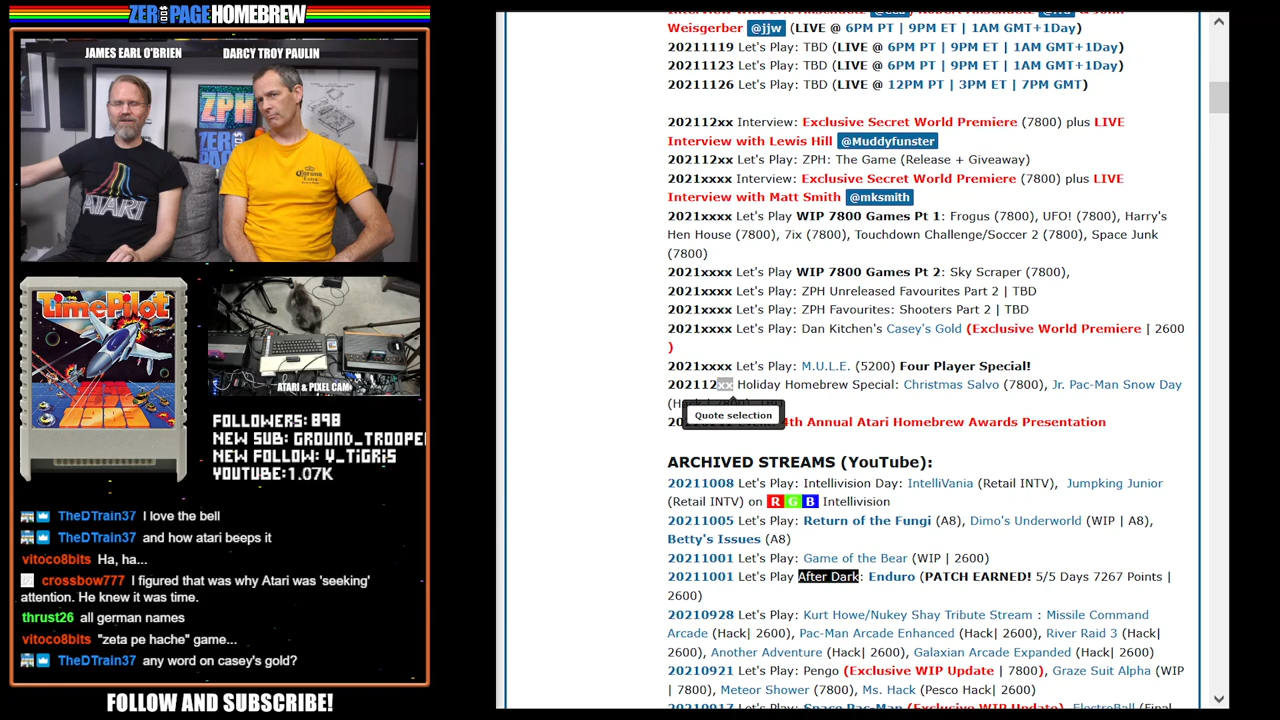 ZER PAGE HOMEBREW
JAMES EARL O'BRIEN
DARCY TROY PAULIN
ZPH
ATARI
Corona
Extra
TimePilot
1983
ATARI & PIXEL CAM
FOLLOWERS: 898
NEW SUB: GROUND_TROOPER
NEW FOLLOW: V_TIGRIS
YOUTUBE: 1.07K
TheDTrain37 I love the bell
TheDTrain37 and how atari beeps it
vitoco8bits Ha, ha...
crossbow777 I figured that was why Atari was 'seeking'
attention. He knew it was time.
thrust26 all german names
vitoco8bits "zeta pe hache" game...
TheDTrain37 any word on casey's gold?
FOLLOW AND SUBSCRIBE!
Weisgerber @jjw (LIVE @ 6PM PT | 9PM ET | 1AM GMT+1Day)
20211119 Let's Play: TBD (LIVE @ 6PM PT | 9PM ET | 1AM GMT+1Day)
20211123 Let's Play: TBD (LIVE @ 6PM PT | 9PM ET | 1AM GMT+1Day)
20211126 Let's Play: TBD (LIVE @ 12PM PT | 3PM ET | 7PM GMT)
202112xx Interview: Exclusive Secret World Premiere (7800) plus LIVE
Interview with Lewis Hill @Muddyfunster
202112xx Let's Play: ZPH: The Game (Release + Giveaway)
2021xxxx Interview: Exclusive Secret World Premiere (7800) plus LIVE
Interview with Matt Smith @mksmith
2021xxxx Let's Play WIP 7800 Games Pt 1: Frogus (7800), UFO! (7800), Harry's
Hen House (7800), 7ix (7800), Touchdown Challenge/Soccer 2 (7800), Space Junk
(7800)
2021xxxx Let's Play WIP 7800 Games Pt 2: Sky Scraper (7800),
2021xxxx Let's Play: ZPH Unreleased Favourites Part 2 | TBD
2021xxxx Let's Play: ZPH Favourites: Shooters Part 2 | TBD
2021xxxx Let's Play: Dan Kitchen's Casey's Gold (Exclusive World Premiere | 2600
)
2021xxxx Let's Play: M.U.L.E. (5200) Four Player Special!
202112xx Holiday Homebrew Special: Christmas Salvo (7800), Jr. Pac-Man Snow Day
Quote selection
4th Annual Atari Homebrew Awards Presentation
ARCHIVED STREAMS (YouTube):
20211008 Let's Play: Intellivision Day: IntelliVania (Retail INTV), Jumpking Junior
(Retail INTV) on R G B Intellivision
20211005 Let's Play: Return of the Fungi (A8), Dimo's Underworld (WIP | A8),
Betty's Issues (A8)
20211001 Let's Play: Game of the Bear (WIP | 2600)
20211001 Let's Play After Dark: Enduro (PATCH EARNED! 5/5 Days 7267 Points |
2600)
20210928 Let's Play: Kurt Howe/Nukey Shay Tribute Stream : Missile Command
Arcade (Hack| 2600), Pac-Man Arcade Enhanced (Hack| 2600), River Raid 3 (Hack|
2600), Another Adventure (Hack| 2600), Galaxian Arcade Expanded (Hack| 2600)
20210921 Let's Play: Pengo (Exclusive WIP Update | 7800), Graze Suit Alpha (WIP
| 7800), Meteor Shower (7800), Ms. Hack (Pesco Hack| 2600)